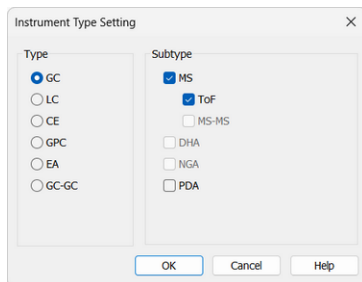 Instrument Type Setting
Type
GC
LC
CE
GPC
EA
GC-GC
Subtype
MS
ToF
MS-MS
DHA
NGA
PDA
OK Cancel Help